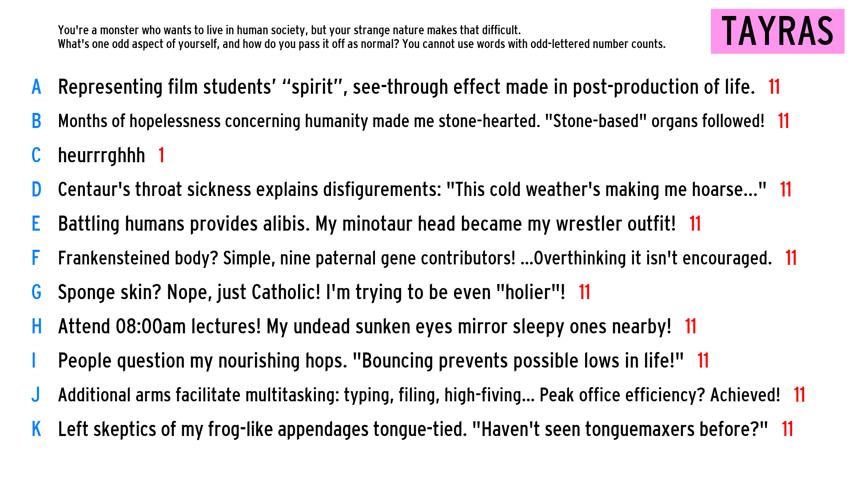 You're a monster who wants to live in human society, but your strange nature makes that difficult.
What's one odd aspect of yourself, and how do you pass it off as normal? You cannot use words with odd-lettered number counts.
TAYRAS
A Representing film students' “spirit”, see-through effect made in post-production of life. 11
B Months of hopelessness concerning humanity made me stone-hearted. "Stone-based" organs followed! 11
C heurrrghhh 1
D Centaur's throat sickness explains disfigurements: "This cold weather's making me hoarse..." 11
E Battling humans provides alibis. My minotaur head became my wrestler outfit! 11
F Frankensteined body? Simple, nine paternal gene contributors! ...Overthinking it isn't encouraged. 11
G Sponge skin? Nope, just Catholic! I'm trying to be even "holier"! 11
H Attend 08:00am lectures! My undead sunken eyes mirror sleepy ones nearby! 11
I People question my nourishing hops. "Bouncing prevents possible lows in life!" 11
J Additional arms facilitate multitasking: typing, filing, high-fiving... Peak office efficiency? Achieved! 11
K Left skeptics of my frog-like appendages tongue-tied. "Haven't seen tonguemaxers before?" 11